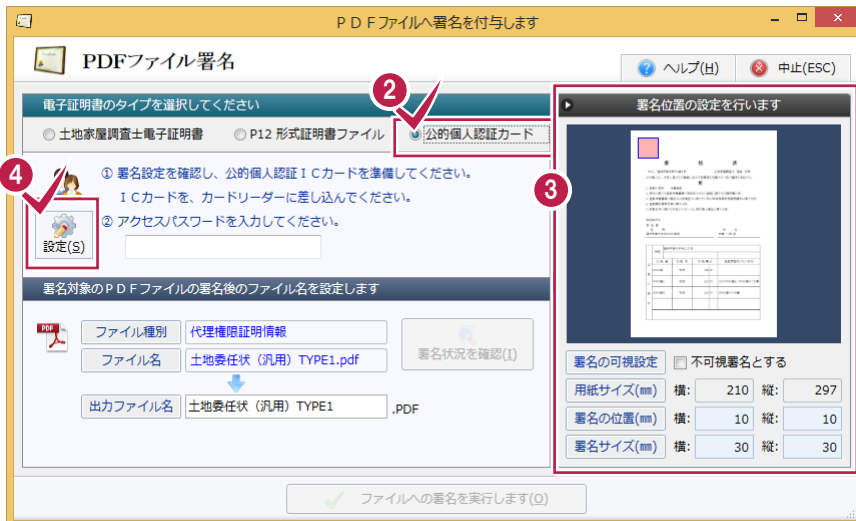 ＰＤＦファイルへ署名を付与します
PDFファイル署名
ヘルプ(H)
中止(ESC)
2
電子証明書のタイプを選択してください
土地家屋調査士電子証明書
P12 形式証明書ファイル
公的個人認証カード
4
① 署名設定を確認し、公的個人認証ＩＣカードを準備してください。
ＩＣカードを、カードリーダーに差し込んでください。
② アクセスパスワードを入力してください。
設定(S)
署名対象のＰＤＦファイルの署名後のファイル名を設定します
PDF
ファイル種別
代理権限証明情報
ファイル名
土地委任状（汎用）TYPE1.pdf
署名状況を確認(I)
出力ファイル名
土地委任状（汎用）TYPE1
.PDF
署名位置の設定を行います
3
委 任 状
署名の可視設定
不可視署名とする
用紙サイズ(㎜)
横:
210
縦:
297
署名の位置(㎜)
横:
10
縦:
10
署名サイズ(㎜)
横:
30
縦:
30
ファイルへの署名を実行します(O)